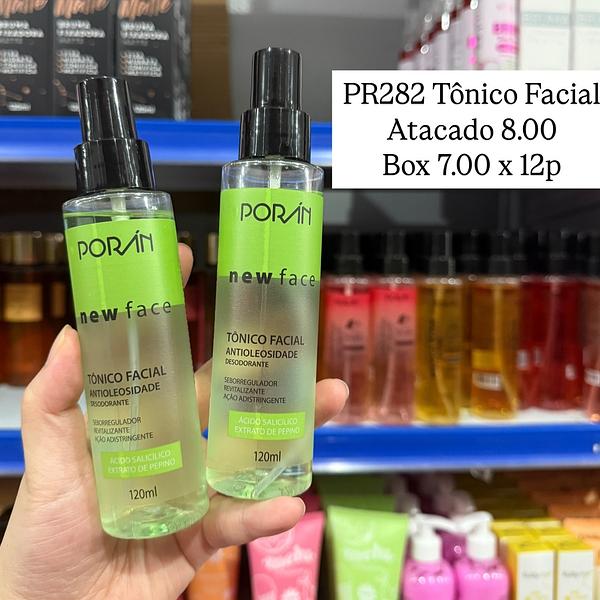 PR282 Tônico Facial
Atacado 8.00
Box 7.00 x 12p
PORÁN
new face
TÔNICO FACIAL
ANTIOLEOSIDADE
DESODORANTE
SEBORREGULADOR
REVITALIZANTE
AÇÃO ADISTRINGENTE
ÁCIDO SALICÍLICO
EXTRATO DE PEPINO
120ml
PORÁN
new face
TÔNICO FACIAL
ANTIOLEOSIDADE
DESODORANTE
SEBORREGULADOR
REVITALIZANTE
AÇÃO ADISTRINGENTE
ÁCIDO SALICÍLICO
EXTRATO DE PEPINO
120ml